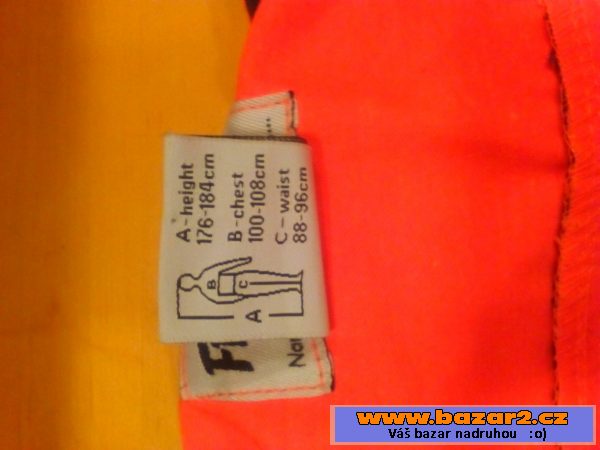 A-height
176-184cm
B-chest
100-108cm
C-waist
88-96cm
B
C
A
www.bazar2.cz
Váš bazar nadruhou :o)